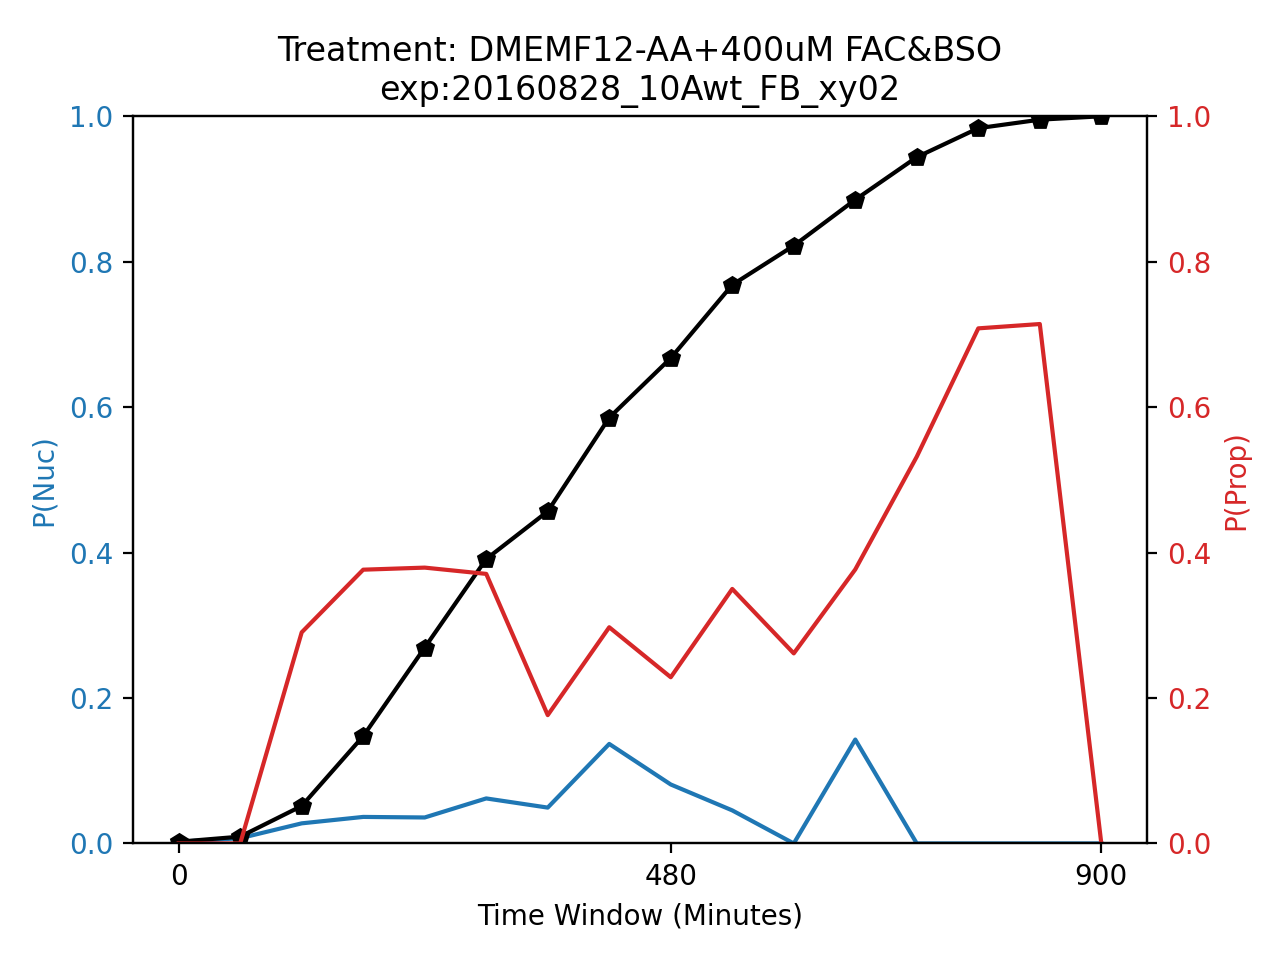 Treatment: DMEMF12-AA+400uM FAC&BSO
exp:20160828_10Awt_FB_xy02
1.0
0.8
0.6
0.4
0.2
0.0
P(Nuc)
1.0
0.8
0.6
0.4
0.2
0.0
P(Prop)
0 480 900
Time Window (Minutes)